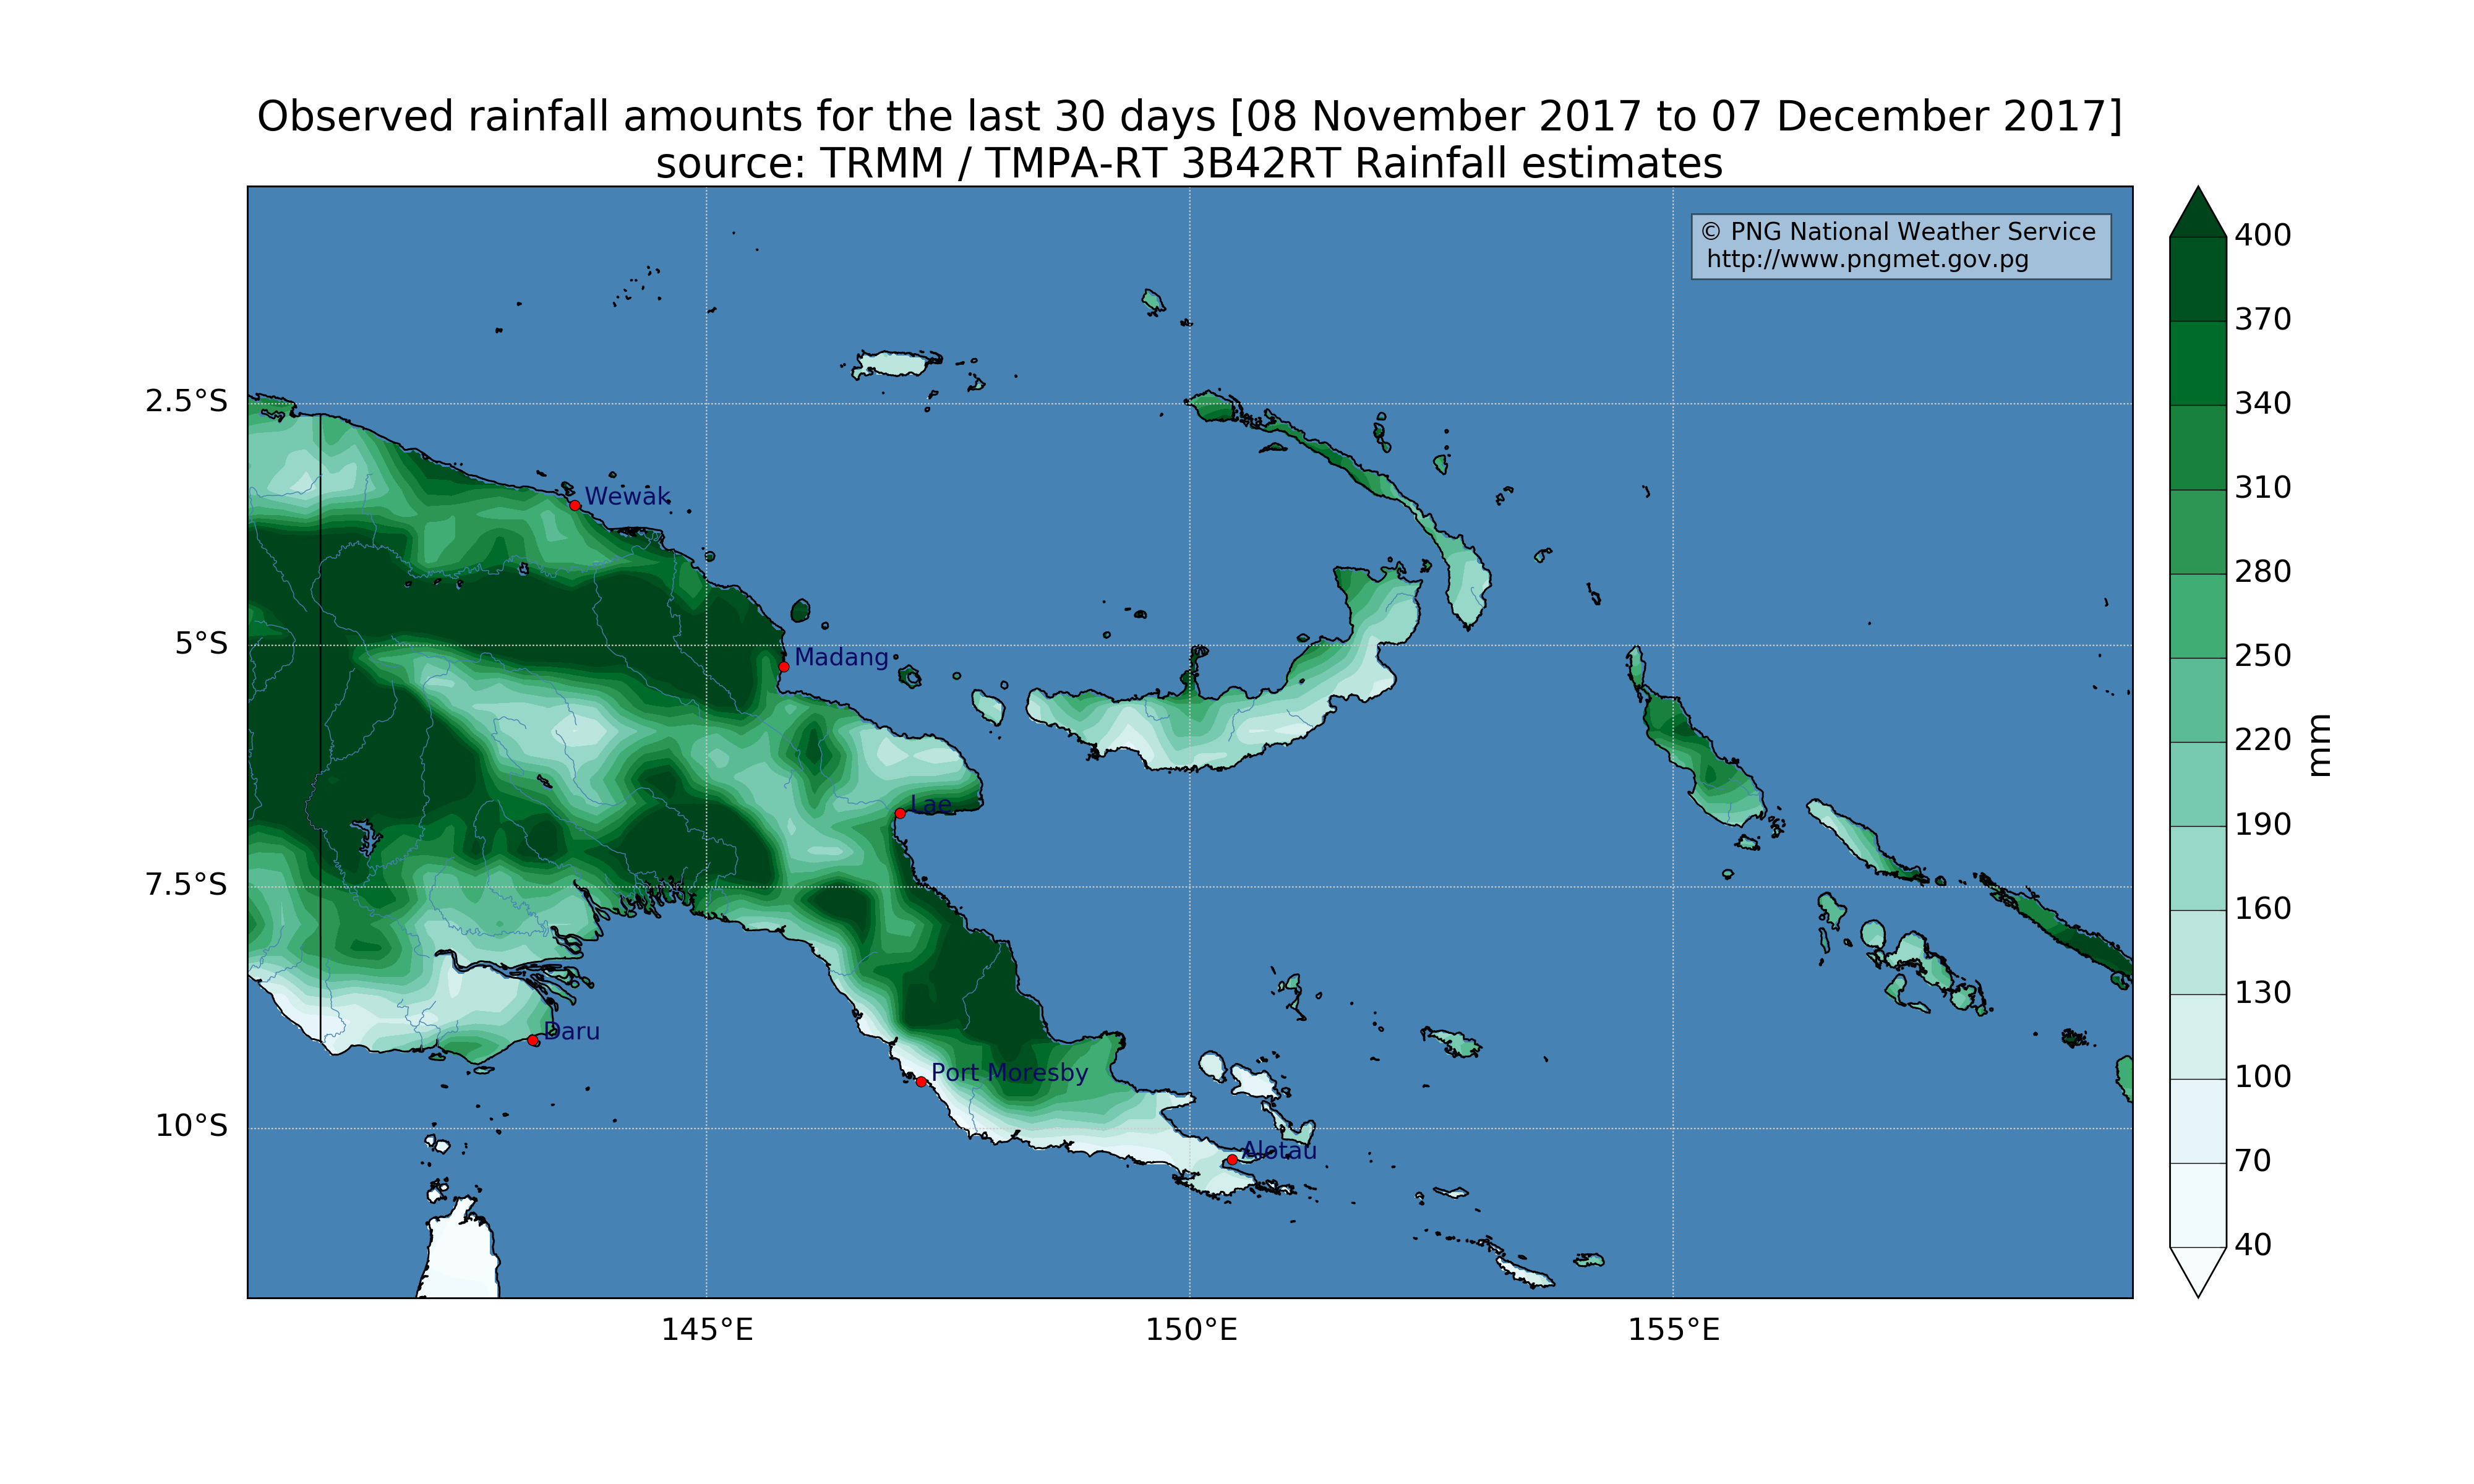 Observed rainfall amounts for the last 30 days [08 November 2017 to 07 December 2017]
source: TRMM / TMPA-RT 3B42RT Rainfall estimates
© PNG National Weather Service
http://www.pngmet.gov.pg
400
370
340
310
280
250
220
190
160
130
100
70
40
mm
2.5°S
5°S
7.5°S
10°S
Wewak
Madang
Lae
Daru
Port Moresby
Alotau
145°E
150°E
155°E